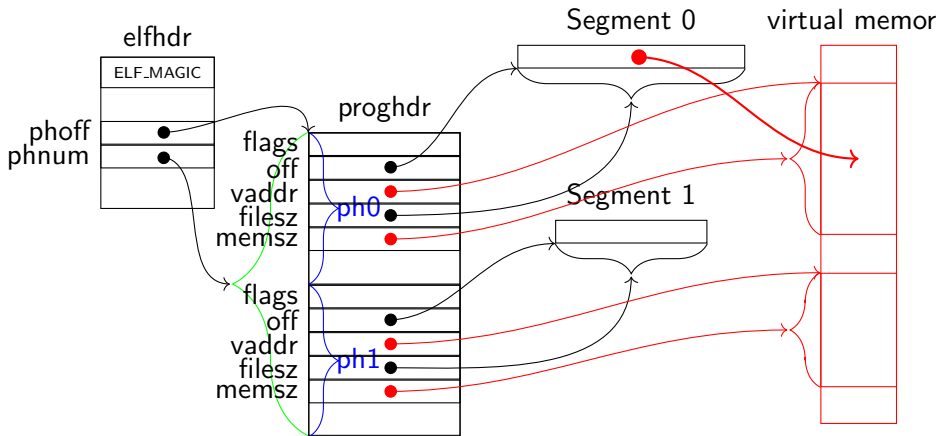 elfhdr
ELF_MAGIC
phoff
phnum
proghdr
flags
off
vaddr
filesz
memsz
ph0
flags
off
vaddr
filesz
memsz
ph1
Segment 0
Segment 1
virtual memor